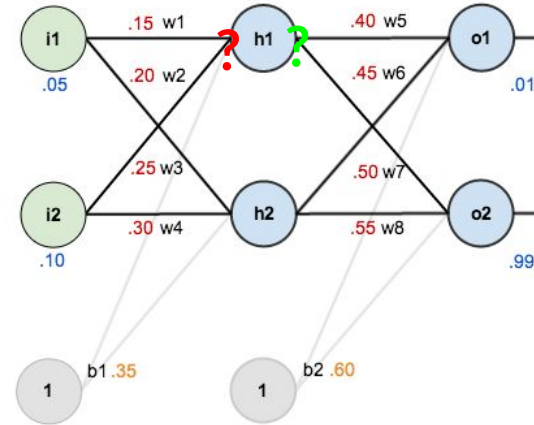 i1 .15 w1 ? h1 ? .40 w5 o1
.20 w2 .45 w6
.05 .01
.25 w3 .50 w7
i2 .30 w4 h2 .55 w8 o2
.10 .99
1 b1 .35 1 b2 .60